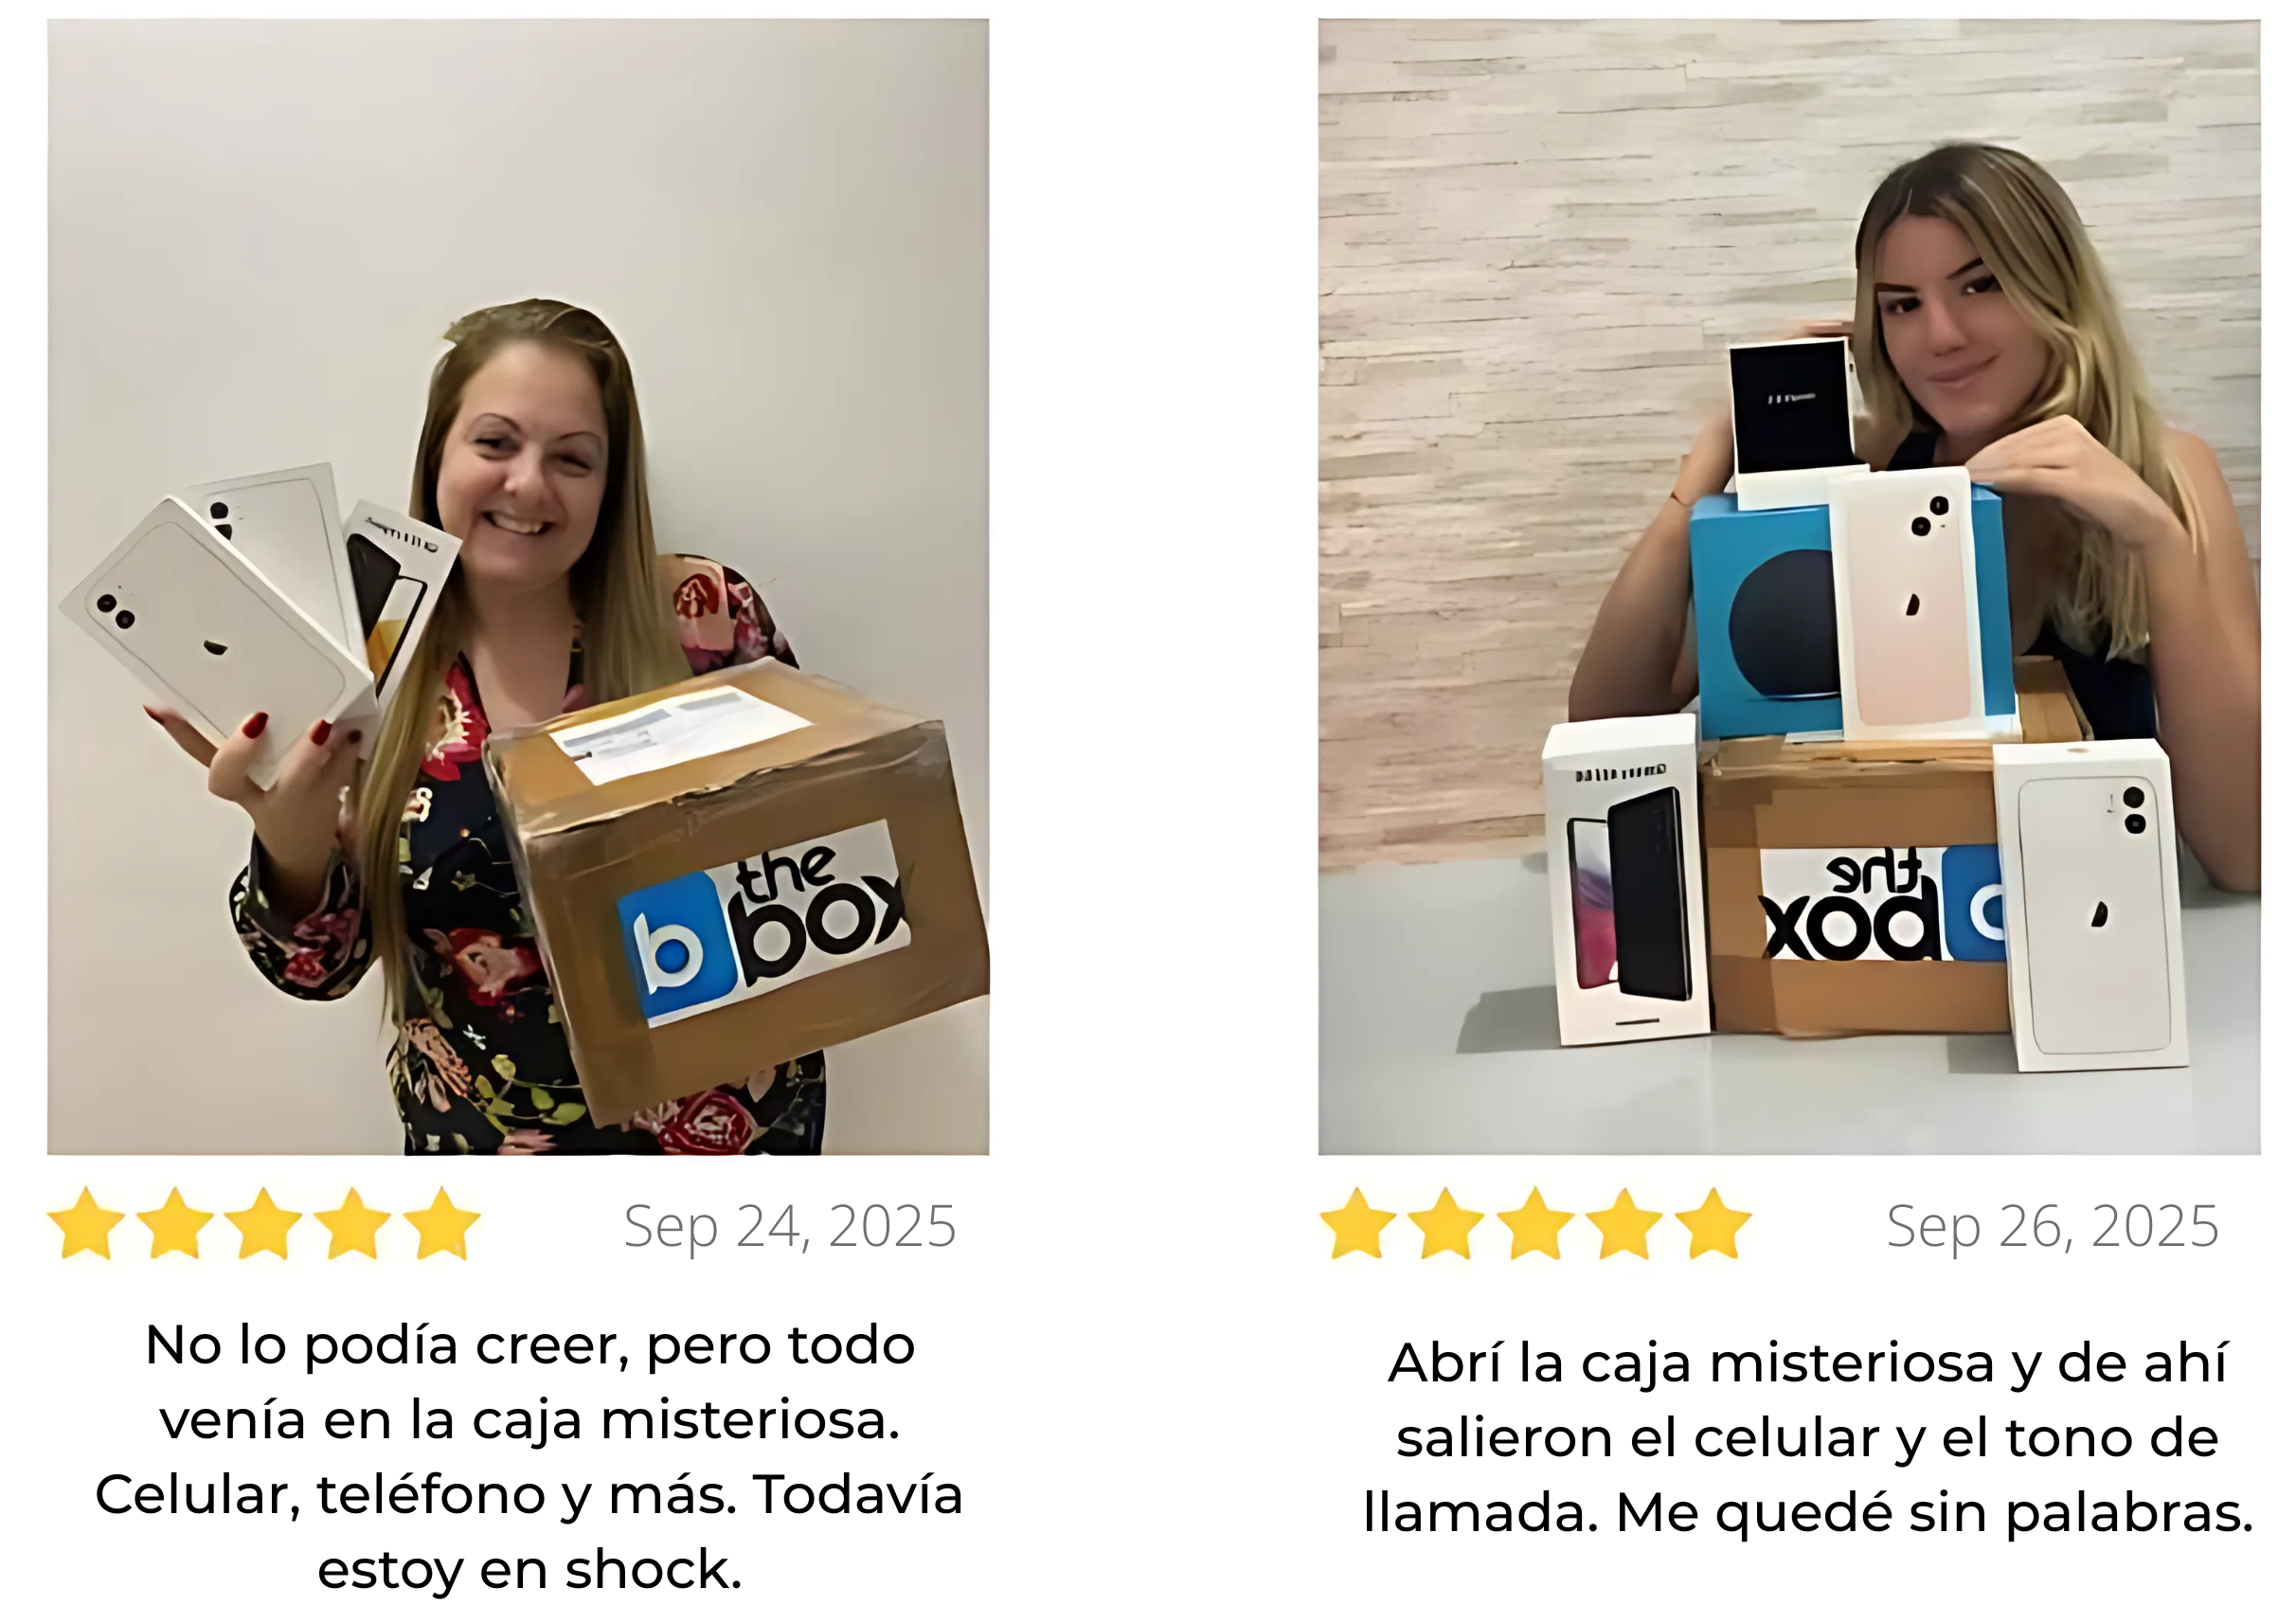 the
box
b
the
box
b
Sep 24, 2025
No lo podía creer, pero todo
venía en la caja misteriosa.
Celular, teléfono y más. Todavía
estoy en shock.
Sep 26, 2025
Abrí la caja misteriosa y de ahí
salieron el celular y el tono de
llamada. Me quedé sin palabras.